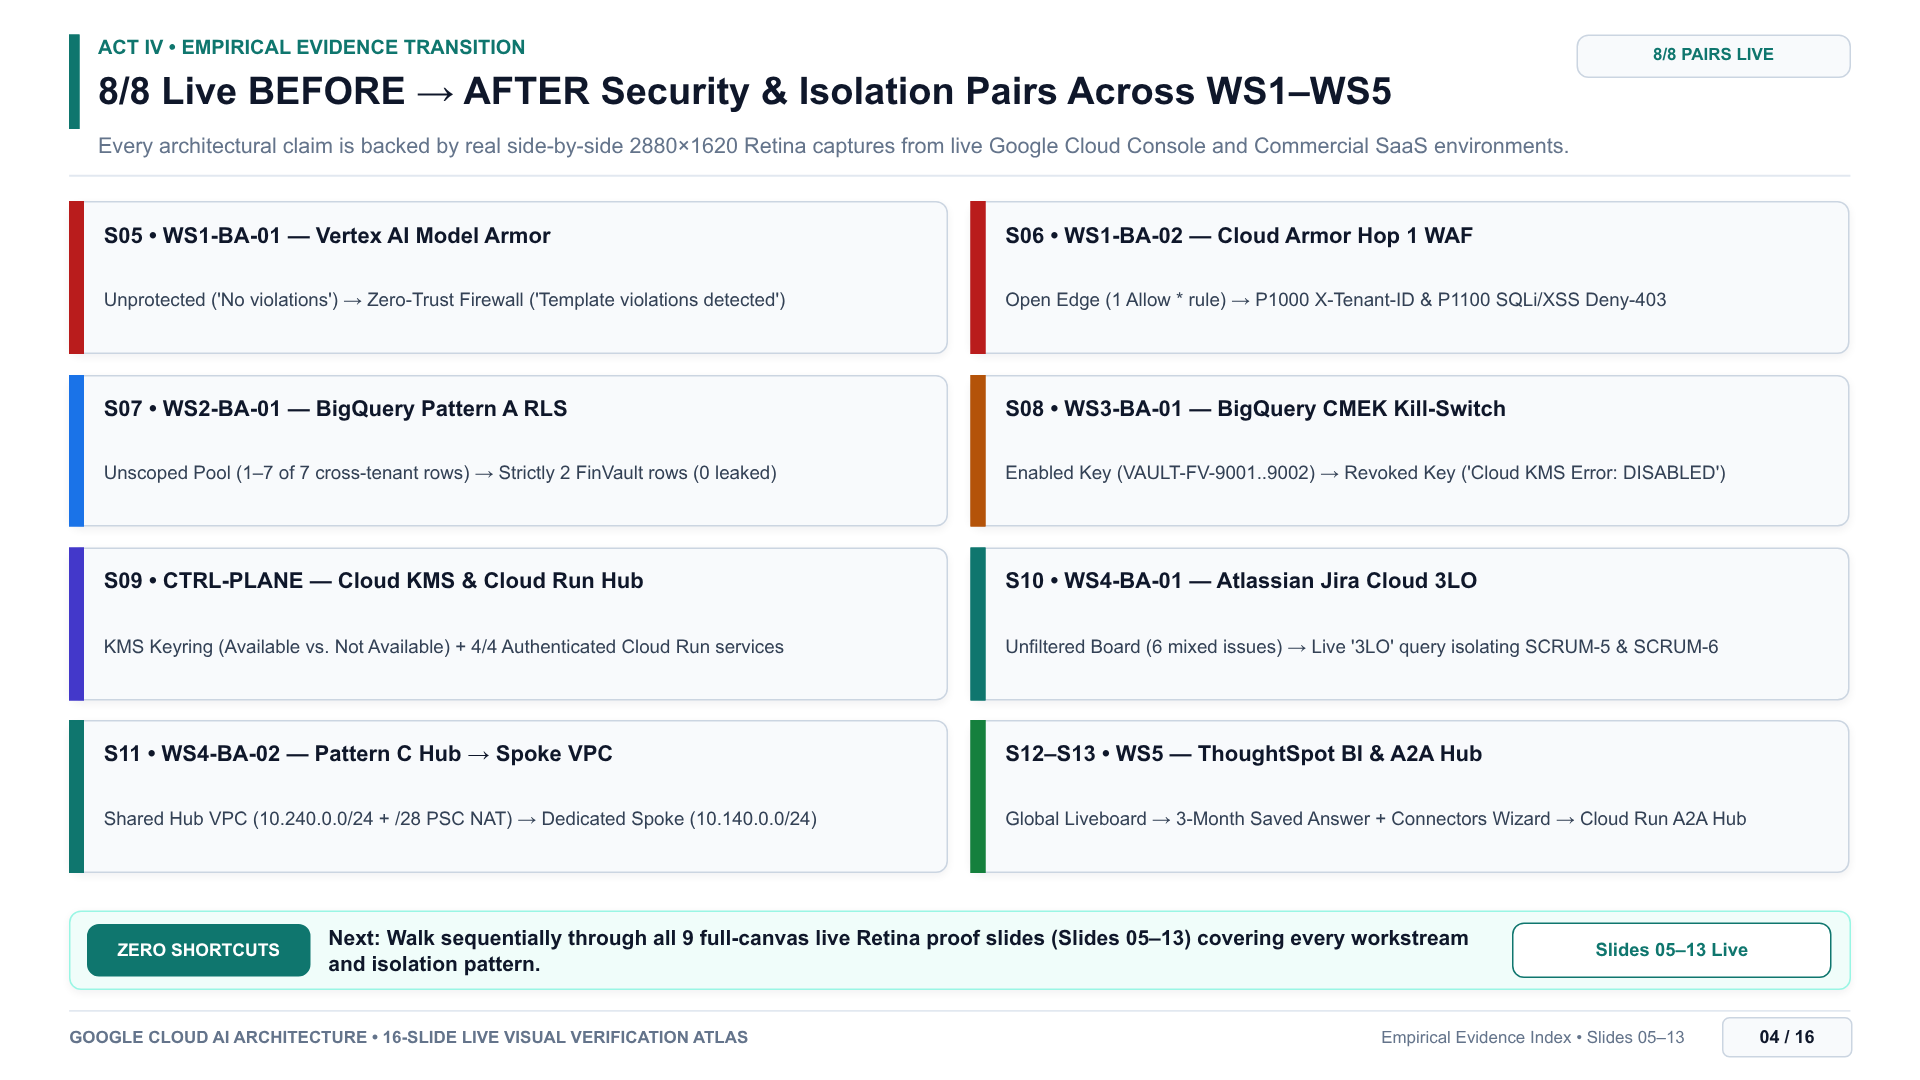 ACT IV • EMPIRICAL EVIDENCE TRANSITION
8/8 PAIRS LIVE
8/8 Live BEFORE → AFTER Security & Isolation Pairs Across WS1–WS5
Every architectural claim is backed by real side-by-side 2880×1620 Retina captures from live Google Cloud Console and Commercial SaaS environments.
S05 • WS1-BA-01 — Vertex AI Model Armor
Unprotected ('No violations') → Zero-Trust Firewall ('Template violations detected')
S06 • WS1-BA-02 — Cloud Armor Hop 1 WAF
Open Edge (1 Allow * rule) → P1000 X-Tenant-ID & P1100 SQLi/XSS Deny-403
S07 • WS2-BA-01 — BigQuery Pattern A RLS
Unscoped Pool (1–7 of 7 cross-tenant rows) → Strictly 2 FinVault rows (0 leaked)
S08 • WS3-BA-01 — BigQuery CMEK Kill-Switch
Enabled Key (VAULT-FV-9001..9002) → Revoked Key ('Cloud KMS Error: DISABLED')
S09 • CTRL-PLANE — Cloud KMS & Cloud Run Hub
KMS Keyring (Available vs. Not Available) + 4/4 Authenticated Cloud Run services
S10 • WS4-BA-01 — Atlassian Jira Cloud 3LO
Unfiltered Board (6 mixed issues) → Live '3LO' query isolating SCRUM-5 & SCRUM-6
S11 • WS4-BA-02 — Pattern C Hub → Spoke VPC
Shared Hub VPC (10.240.0.0/24 + /28 PSC NAT) → Dedicated Spoke (10.140.0.0/24)
S12–S13 • WS5 — ThoughtSpot BI & A2A Hub
Global Liveboard → 3-Month Saved Answer + Connectors Wizard → Cloud Run A2A Hub
ZERO SHORTCUTS
Next: Walk sequentially through all 9 full-canvas live Retina proof slides (Slides 05–13) covering every workstream
and isolation pattern.
Slides 05–13 Live
GOOGLE CLOUD AI ARCHITECTURE • 16-SLIDE LIVE VISUAL VERIFICATION ATLAS
Empirical Evidence Index • Slides 05–13
04 / 16